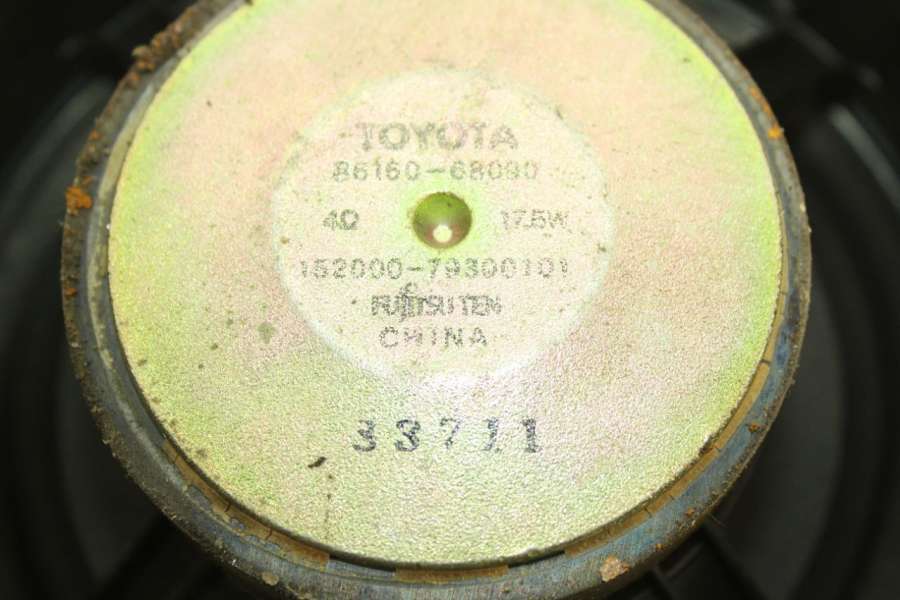 TOYOTA
86160-68090
4Ω 17.5W
152000-79300101
FUJITSU TEN
CHINA
33711